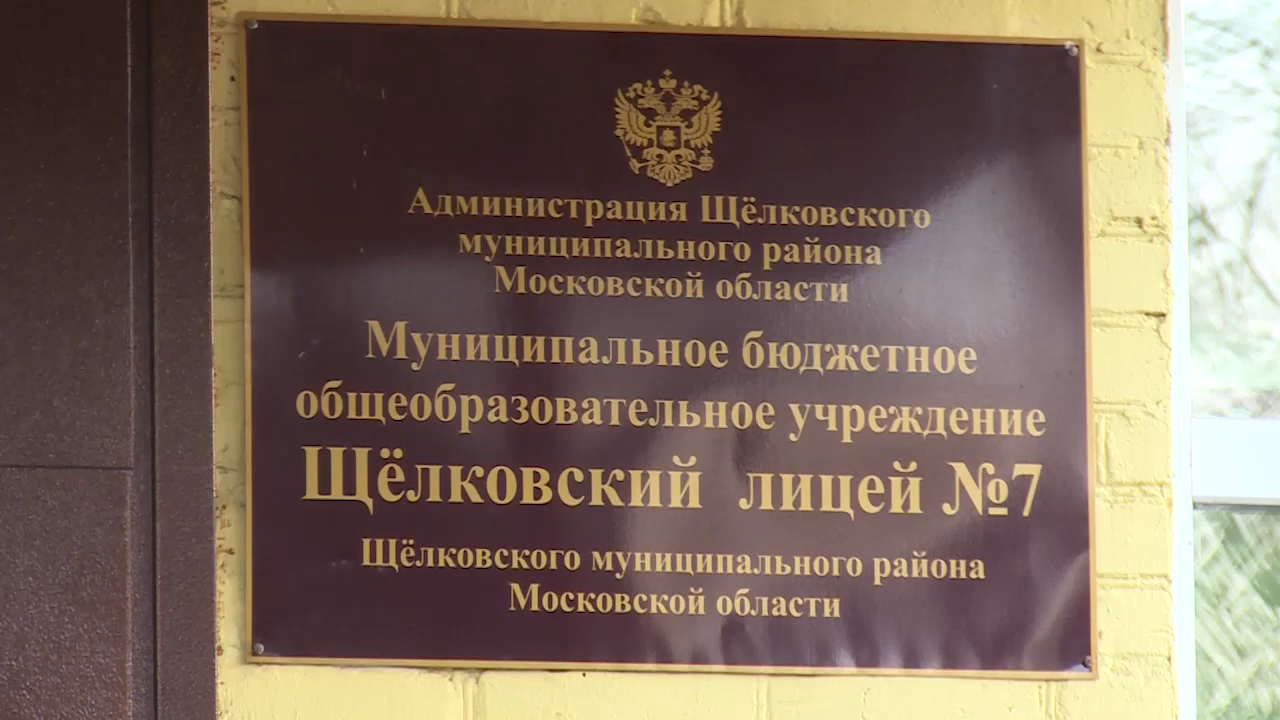 Администрация Щёлковского
муниципального района
Московской области
Муниципальное бюджетное
общеобразовательное учреждение
Щёлковский лицей №7
Щёлковского муниципального района
Московской области